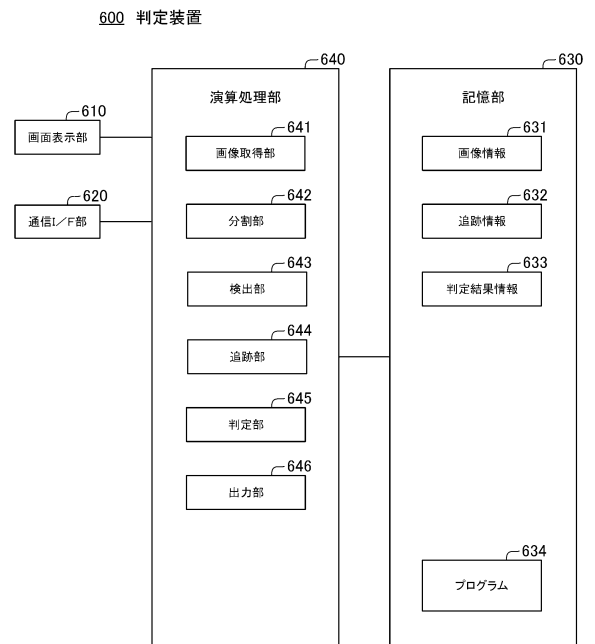 600 判定装置
640
演算処理部
641
画像取得部
642
分割部
643
検出部
644
追跡部
645
判定部
646
出力部
610
画面表示部
620
通信I/F部
630
記憶部
631
画像情報
632
追跡情報
633
判定結果情報
634
プログラム